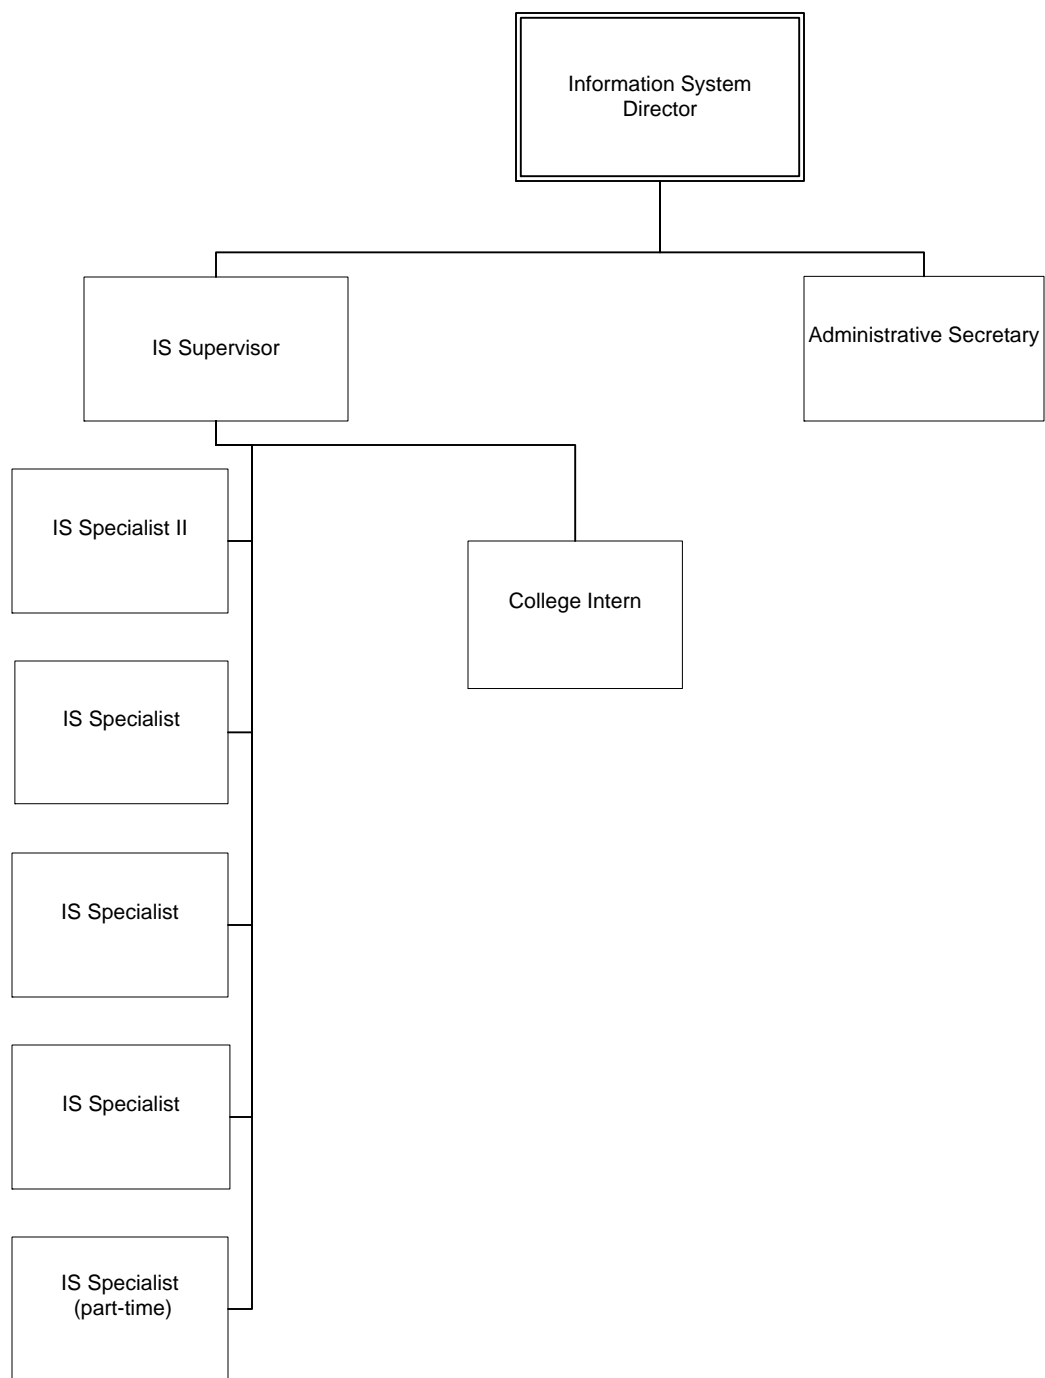 Information System
Director
IS Supervisor
Administrative Secretary
IS Specialist II
College Intern
IS Specialist
IS Specialist
IS Specialist
IS Specialist
(part-time)